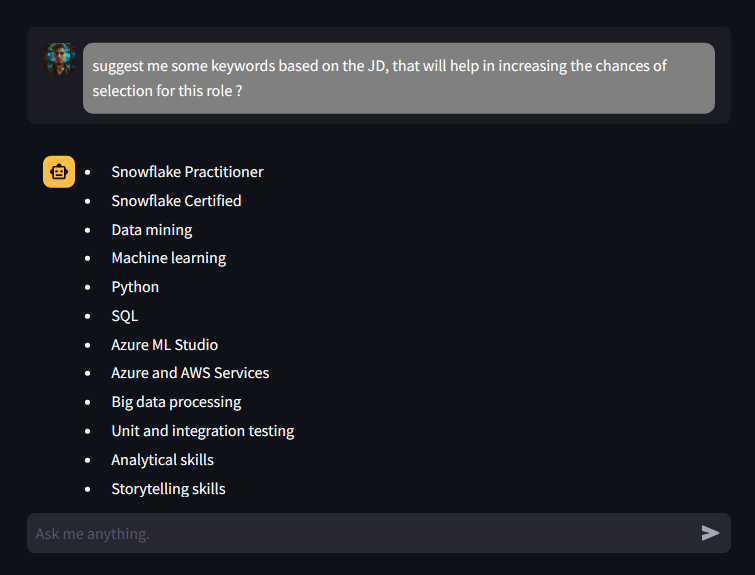 suggest me some keywords based on the JD, that will help in increasing the chances of
selection for this role ?
• Snowflake Practitioner
• Snowflake Certified
• Data mining
• Machine learning
• Python
• SQL
• Azure ML Studio
• Azure and AWS Services
• Big data processing
• Unit and integration testing
• Analytical skills
• Storytelling skills
Ask me anything.